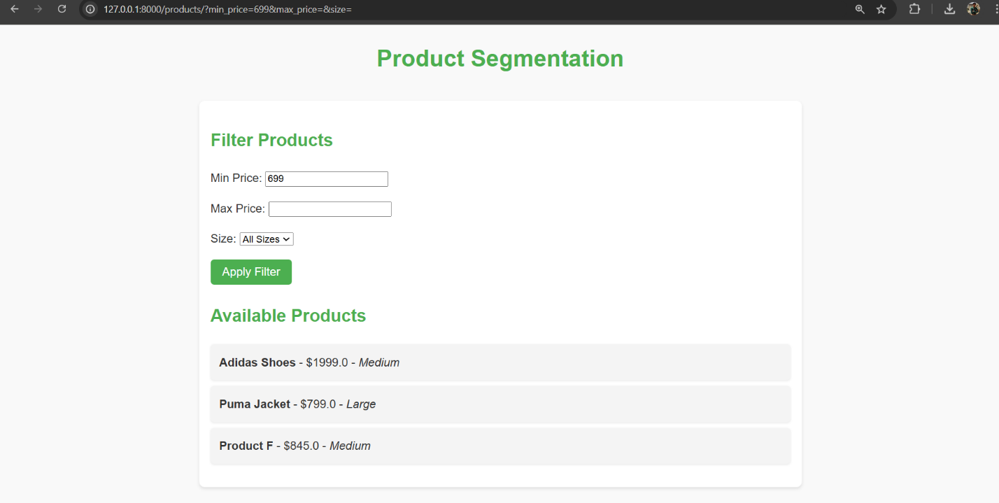 127.0.0.1:8000/products/?min_price=699&max_price=&size=
Product Segmentation
Filter Products
Min Price: 699
Max Price:
Size: All Sizes
Apply Filter
Available Products
Adidas Shoes - $1999.0 - Medium
Puma Jacket - $799.0 - Large
Product F - $845.0 - Medium